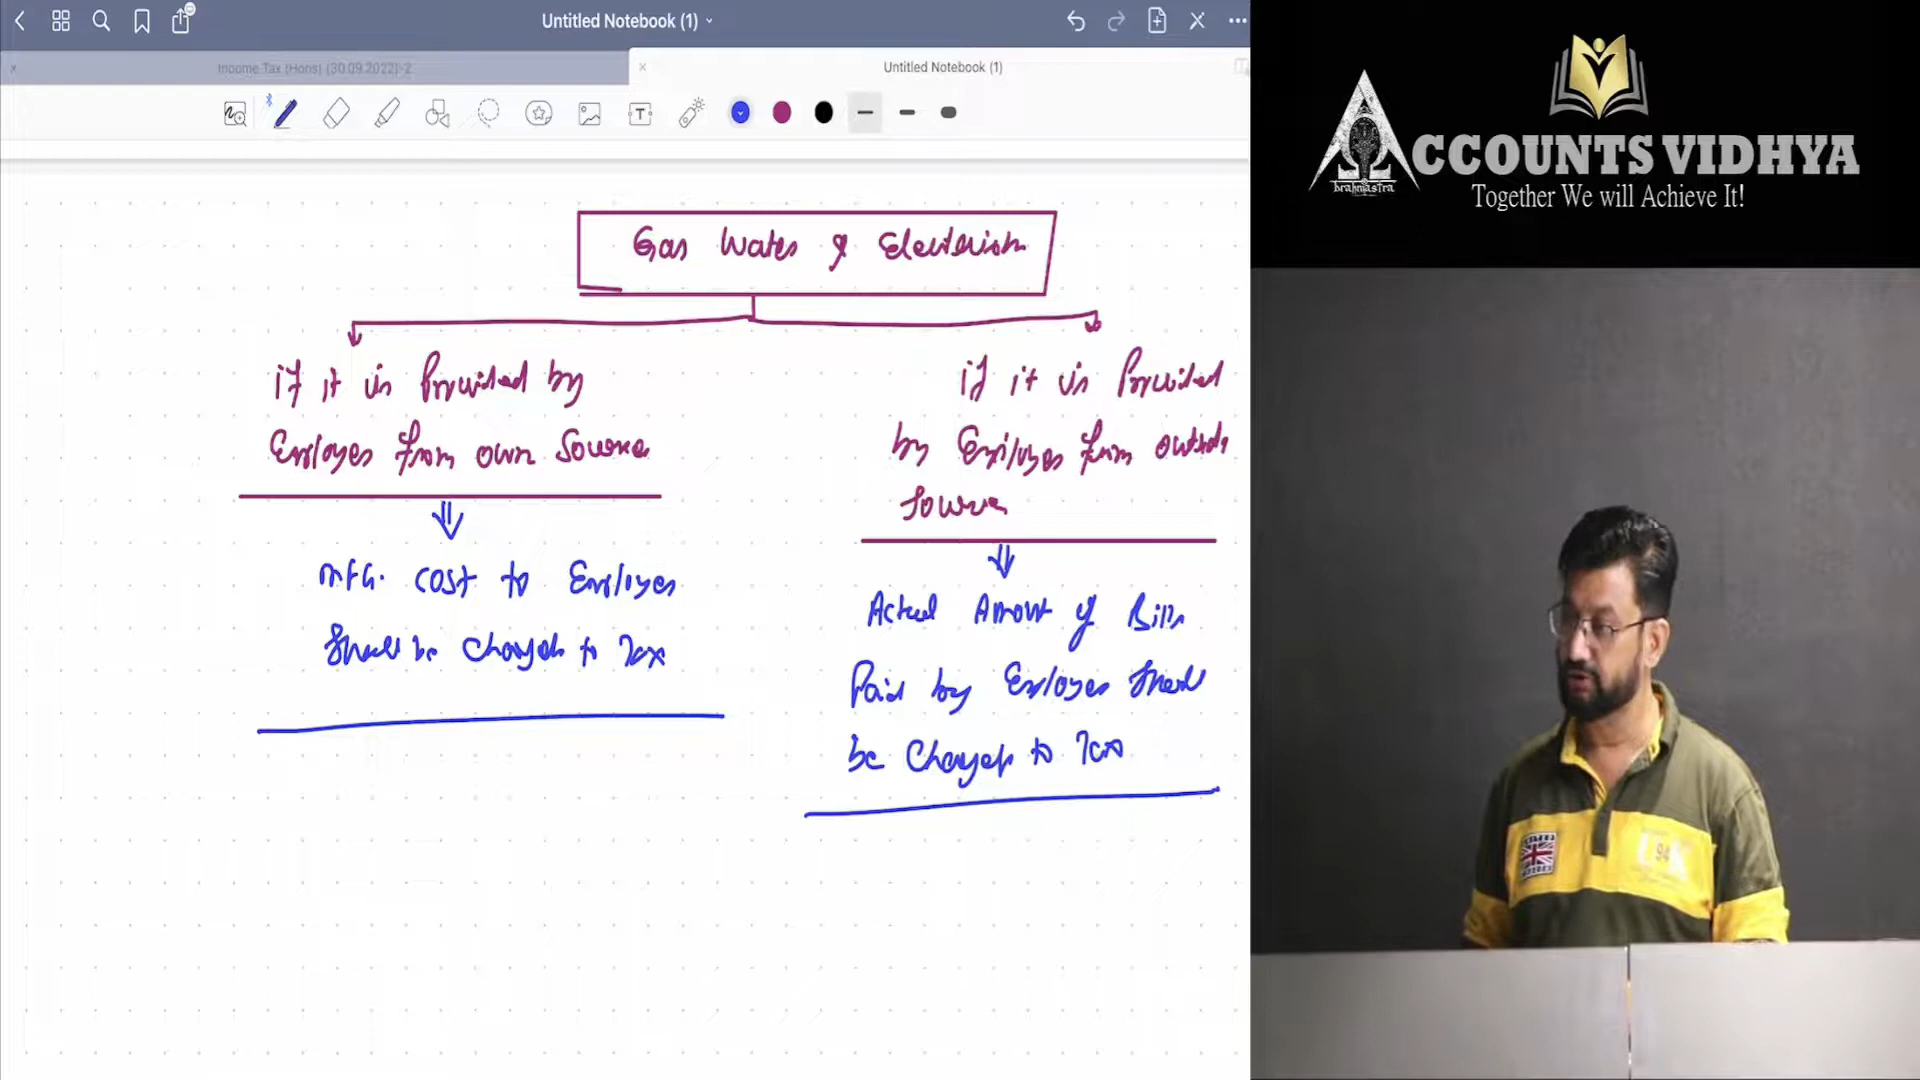 Untitled Notebook (1)
Income Tax (Hons) (30.09.2022)-2
Untitled Notebook (1)
T
ACCOUNTS VIDHYA
brahmastra
Together We will Achieve It!
Gas Water & Electricity
if it is Provided by
Employer from own Source
if it is Provided
by Employer from outside
Source
MFG. COST to Employer
Shall be Charged to Tax
Actual Amount of Bills
Paid by Employer Shall
be Charged to Tax
94